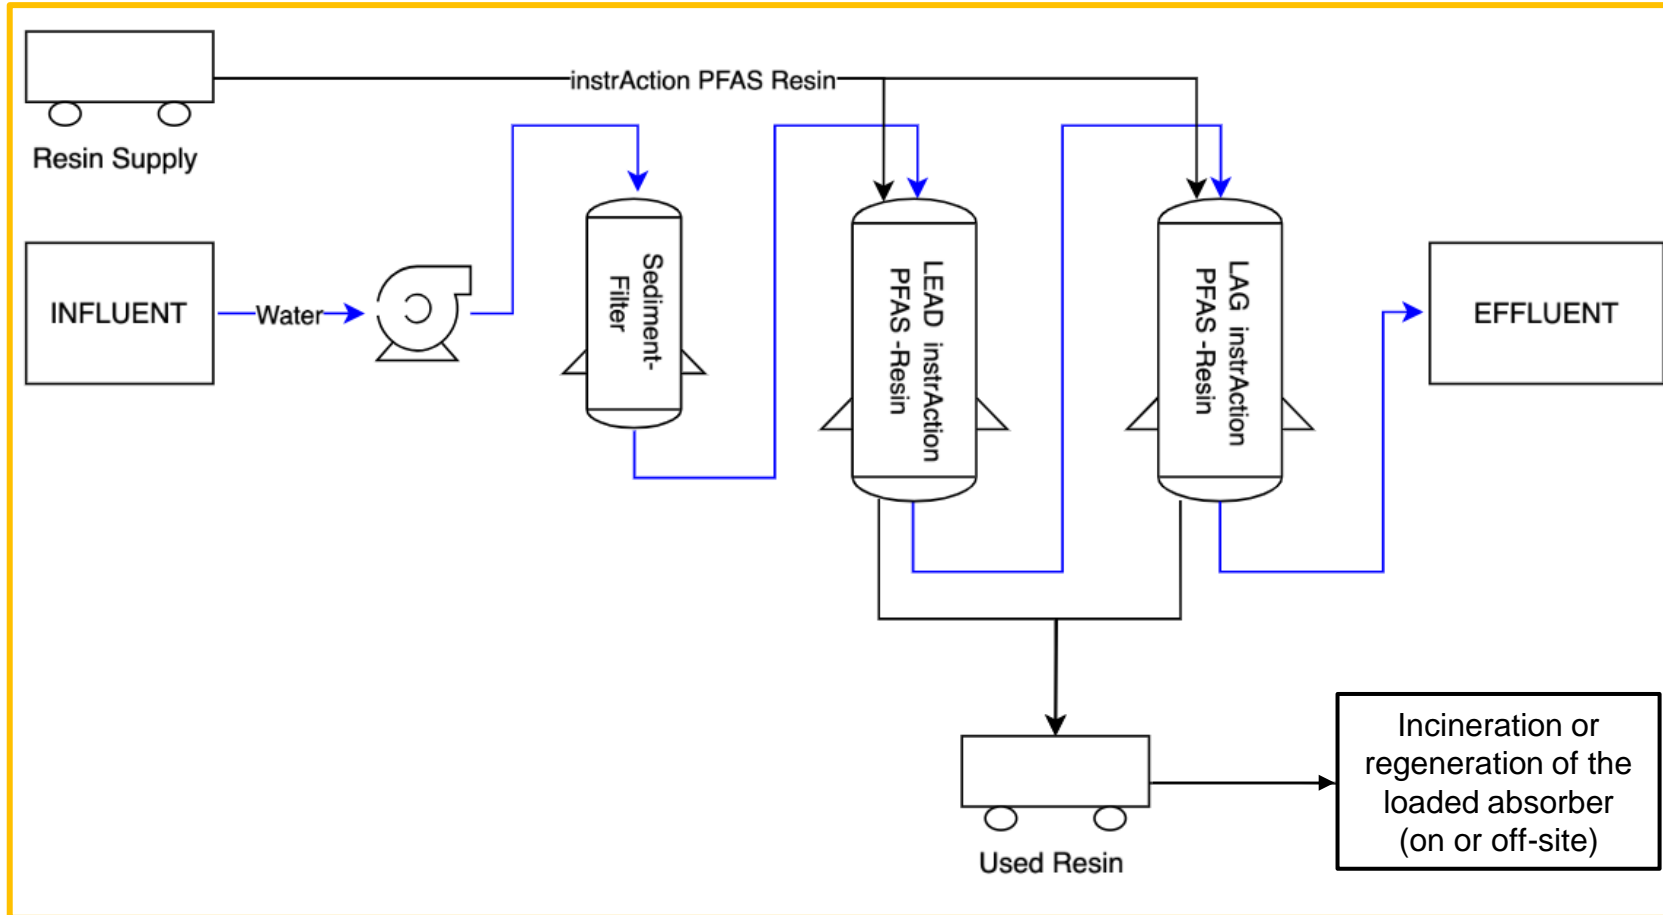 instrAction PFAS Resin
Resin Supply
INFLUENT
Water
Sediment-
Filter
LEAD instrAction
PFAS -Resin
LAG instrAction
PFAS -Resin
EFFLUENT
Incineration or
regeneration of the
loaded absorber
(on or off-site)
Used Resin